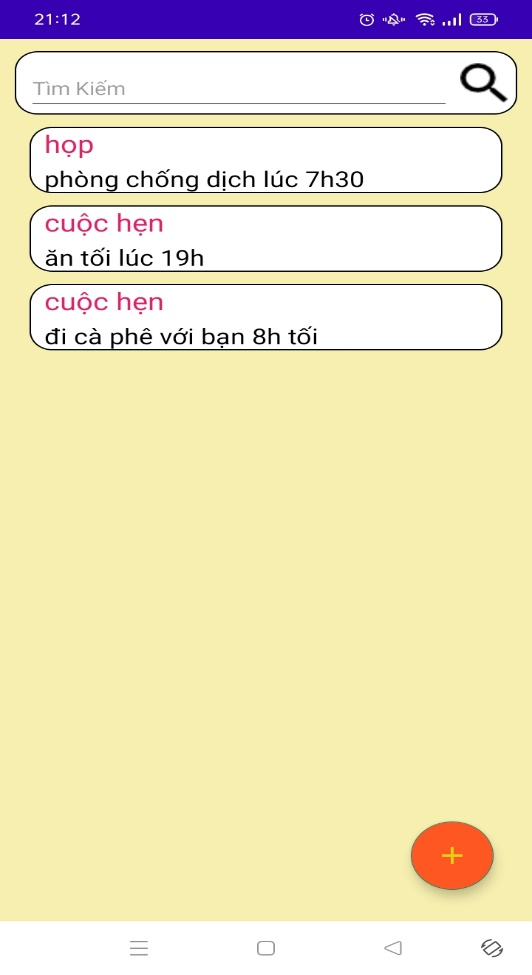 21:12
33
Tìm Kiếm
họp
phòng chống dịch lúc 7h30
cuộc hẹn
ăn tối lúc 19h
cuộc hẹn
đi cà phê với bạn 8h tối
+